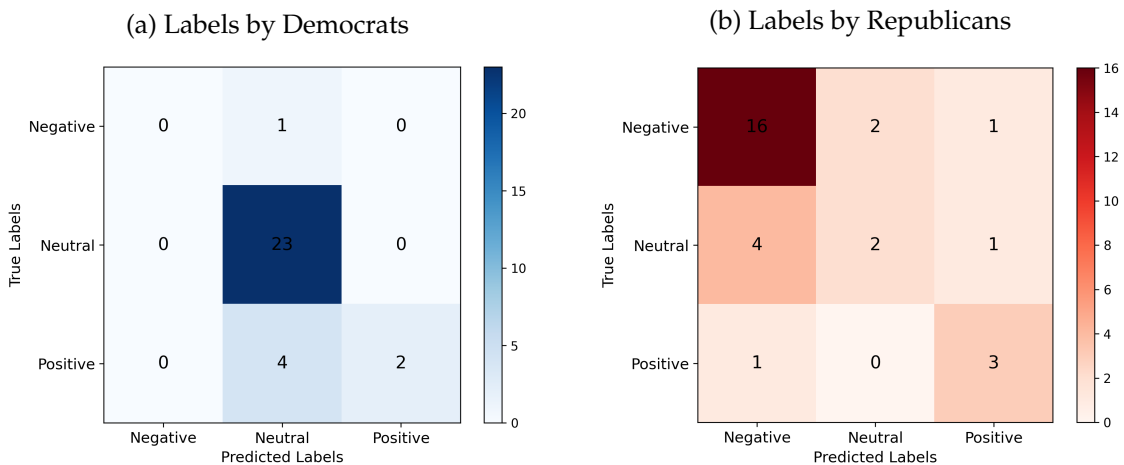 (a) Labels by Democrats
Negative
Neutral
Positive
True Labels
0 1 0
0 23 0
0 4 2
Negative Neutral Positive
Predicted Labels
20
15
10
5
0
(b) Labels by Republicans
Negative
Neutral
Positive
True Labels
16 2 1
4 2 1
1 0 3
Negative Neutral Positive
Predicted Labels
16
14
12
10
8
6
4
2
0